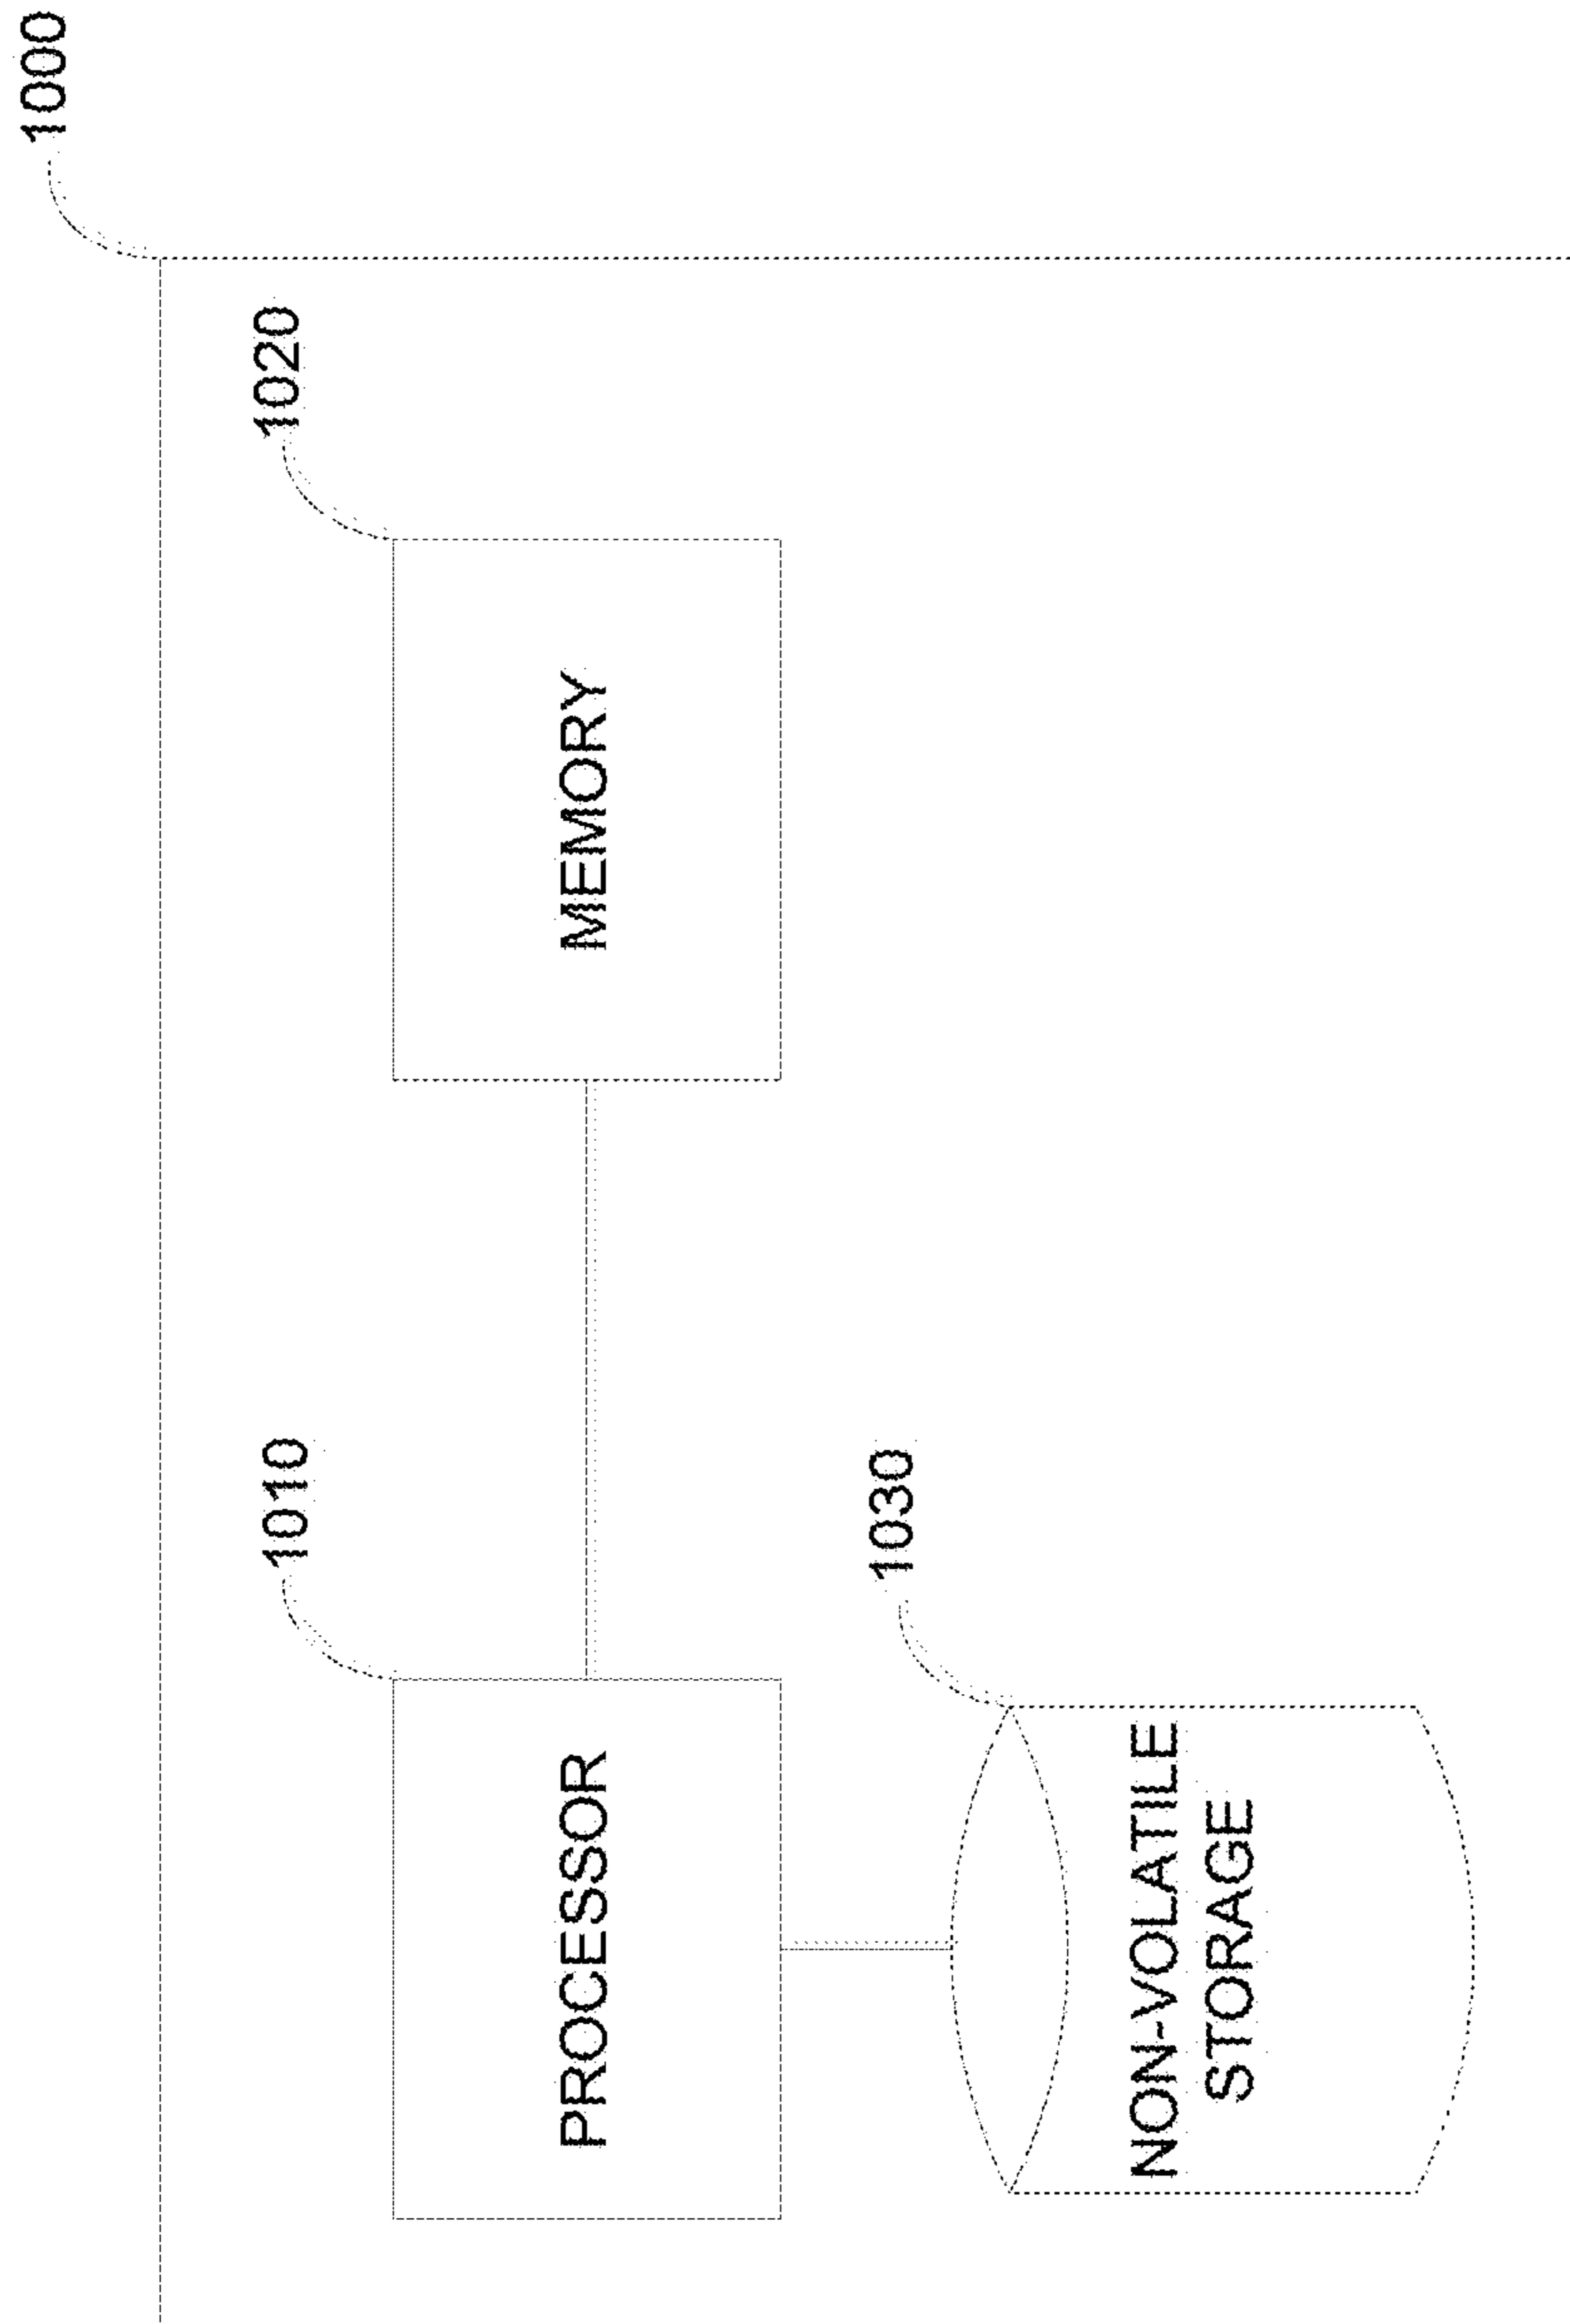 1000
1010
1020
PROCESSOR
MEMORY
1030
NON-VOLATILE
STORAGE